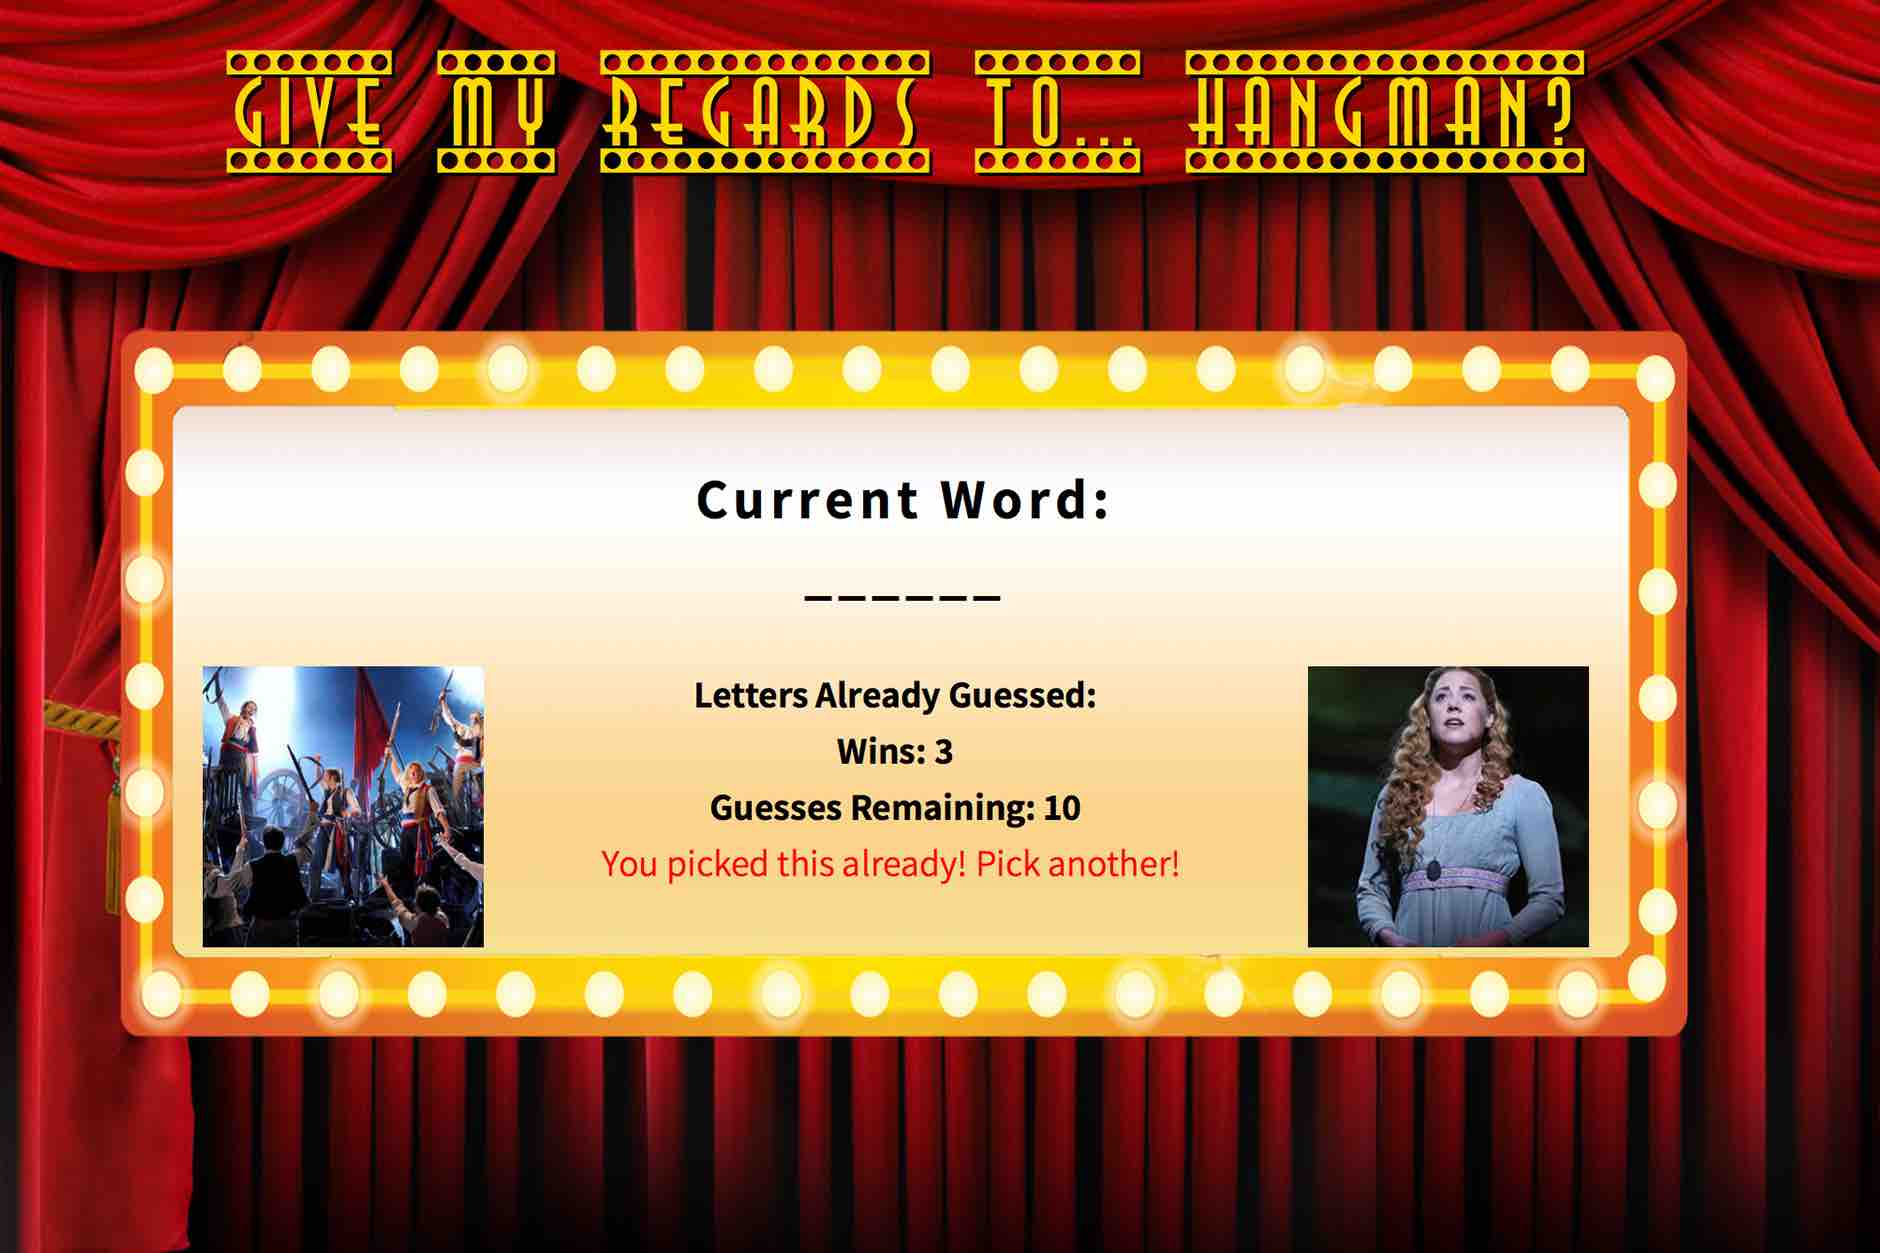 GIVE MY REGARDS TO... HANGMAN?
Current Word:
______
Letters Already Guessed:
Wins: 3
Guesses Remaining: 10
You picked this already! Pick another!